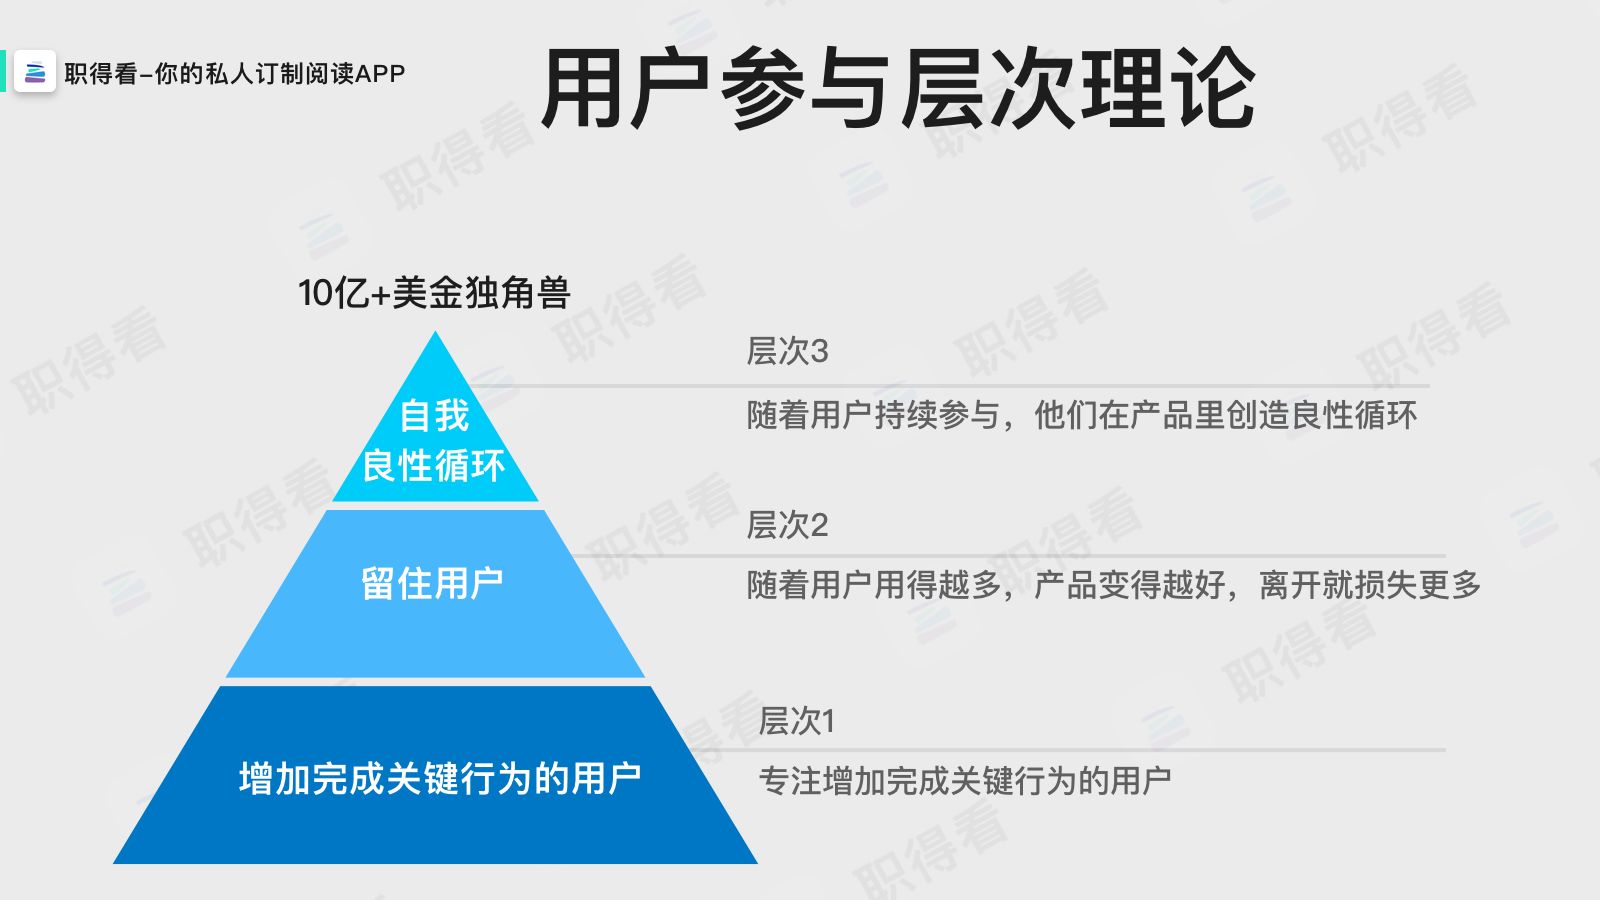 职得看-你的私人订制阅读APP
用户参与层次理论
10亿+美金独角兽
自我
良性循环
层次3
随着用户持续参与，他们在产品里创造良性循环
留住用户
层次2
随着用户用得越多，产品变得越好，离开就损失更多
增加完成关键行为的用户
层次1
专注增加完成关键行为的用户
职得看
职得看
职得看
职得看
职得看
职得看
职得看
职得看
职得看
职得看
职得看
职得看
职得看